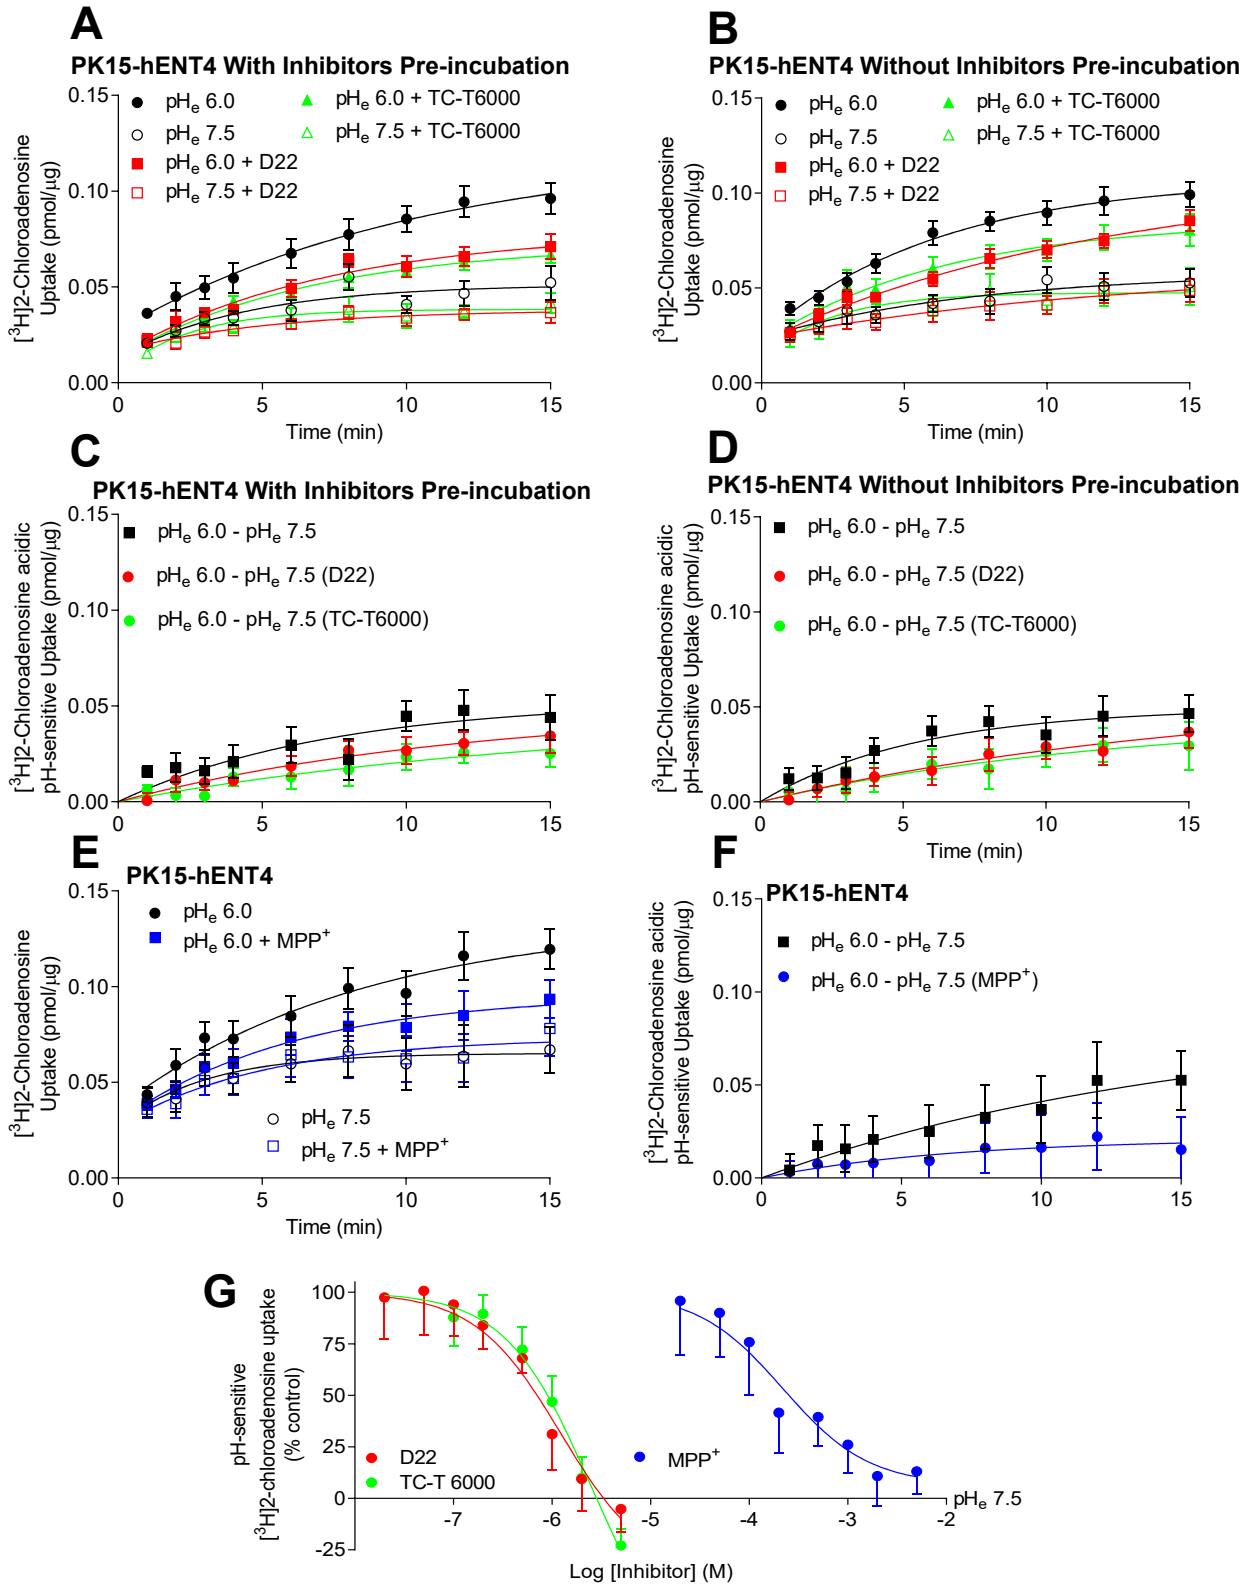 A
PK15-hENT4 With Inhibitors Pre-incubation
[³H]2-Chloroadenosine
Uptake (pmol/µg)
0.15
0.10
0.05
0.00
pHₑ 6.0
pHₑ 7.5
pHₑ 6.0 + D22
pHₑ 7.5 + D22
pHₑ 6.0 + TC-T6000
pHₑ 7.5 + TC-T6000
0 5 10 15
Time (min)
B
PK15-hENT4 Without Inhibitors Pre-incubation
[³H]2-Chloroadenosine
Uptake (pmol/µg)
0.15
0.10
0.05
0.00
pHₑ 6.0
pHₑ 7.5
pHₑ 6.0 + D22
pHₑ 7.5 + D22
pHₑ 6.0 + TC-T6000
pHₑ 7.5 + TC-T6000
0 5 10 15
Time (min)
C
PK15-hENT4 With Inhibitors Pre-incubation
[³H]2-Chloroadenosine acidic
pH-sensitive Uptake (pmol/µg)
0.15
0.10
0.05
0.00
pHₑ 6.0 - pHₑ 7.5
pHₑ 6.0 - pHₑ 7.5 (D22)
pHₑ 6.0 - pHₑ 7.5 (TC-T6000)
0 5 10 15
D
PK15-hENT4 Without Inhibitors Pre-incubation
[³H]2-Chloroadenosine acidic
pH-sensitive Uptake (pmol/µg)
0.15
0.10
0.05
0.00
pHₑ 6.0 - pHₑ 7.5
pHₑ 6.0 - pHₑ 7.5 (D22)
pHₑ 6.0 - pHₑ 7.5 (TC-T6000)
0 5 10 15
Time (min)
E
PK15-hENT4
[³H]2-Chloroadenosine
Uptake (pmol/µg)
0.15
0.10
0.05
0.00
pHₑ 6.0
pHₑ 6.0 + MPP⁺
pHₑ 7.5
pHₑ 7.5 + MPP⁺
0 5 10 15
Time (min)
F
PK15-hENT4
[³H]2-Chloroadenosine acidic
pH-sensitive Uptake (pmol/µg)
0.15
0.10
0.05
0.00
pHₑ 6.0 - pHₑ 7.5
pHₑ 6.0 - pHₑ 7.5 (MPP⁺)
0 5 10 15
G
pH-sensitive
[³H]2-chloroadenosine uptake
(% control)
100
75
50
25
0
-25
D22
TC-T 6000
MPP⁺
pHₑ 7.5
-7 -6 -5 -4 -3 -2
Log [Inhibitor] (M)